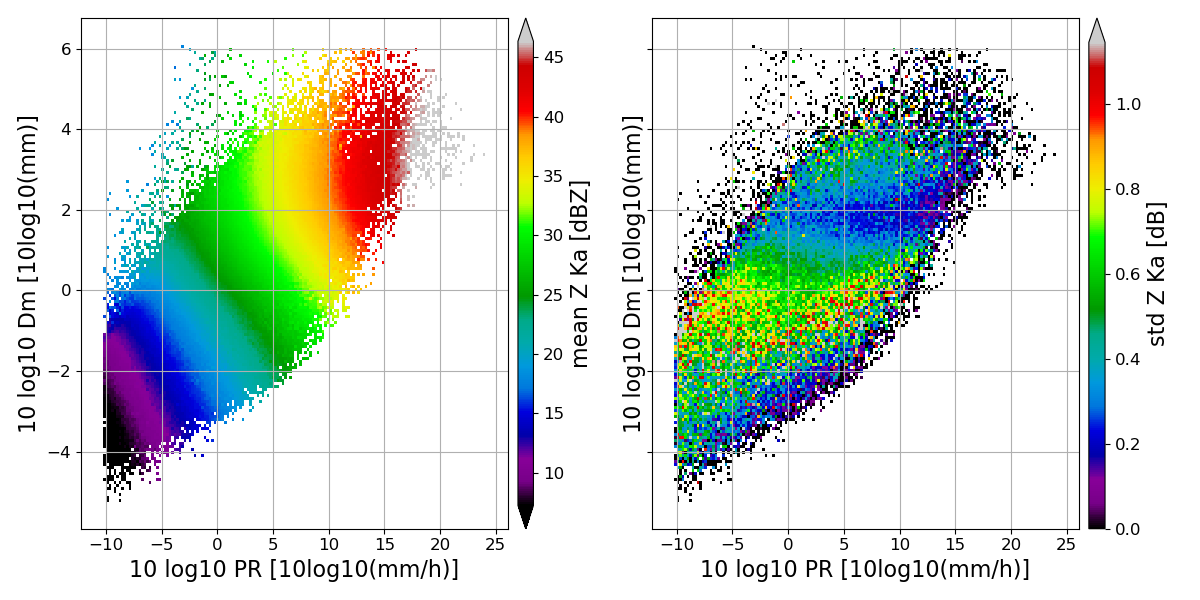 6
4
2
0
−2
−4
10 log10 Dm [10log10(mm)]
−10 −5 0 5 10 15 20 25
10 log10 PR [10log10(mm/h)]
45
40
35
30
25
20
15
10
mean Z Ka [dBZ]
10 log10 Dm [10log10(mm)]
−10 −5 0 5 10 15 20 25
10 log10 PR [10log10(mm/h)]
1.0
0.8
0.6
0.4
0.2
0.0
std Z Ka [dB]